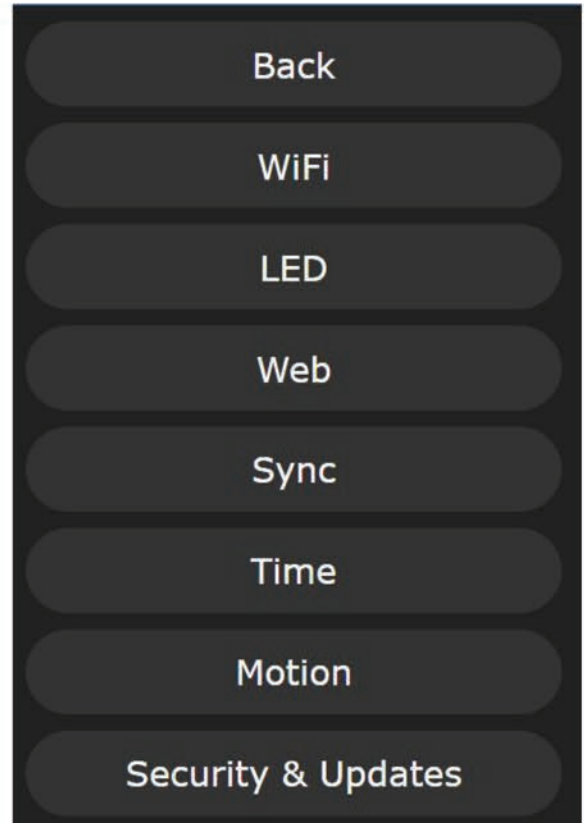 Back
WiFi
LED
Web
Sync
Time
Motion
Security & Updates